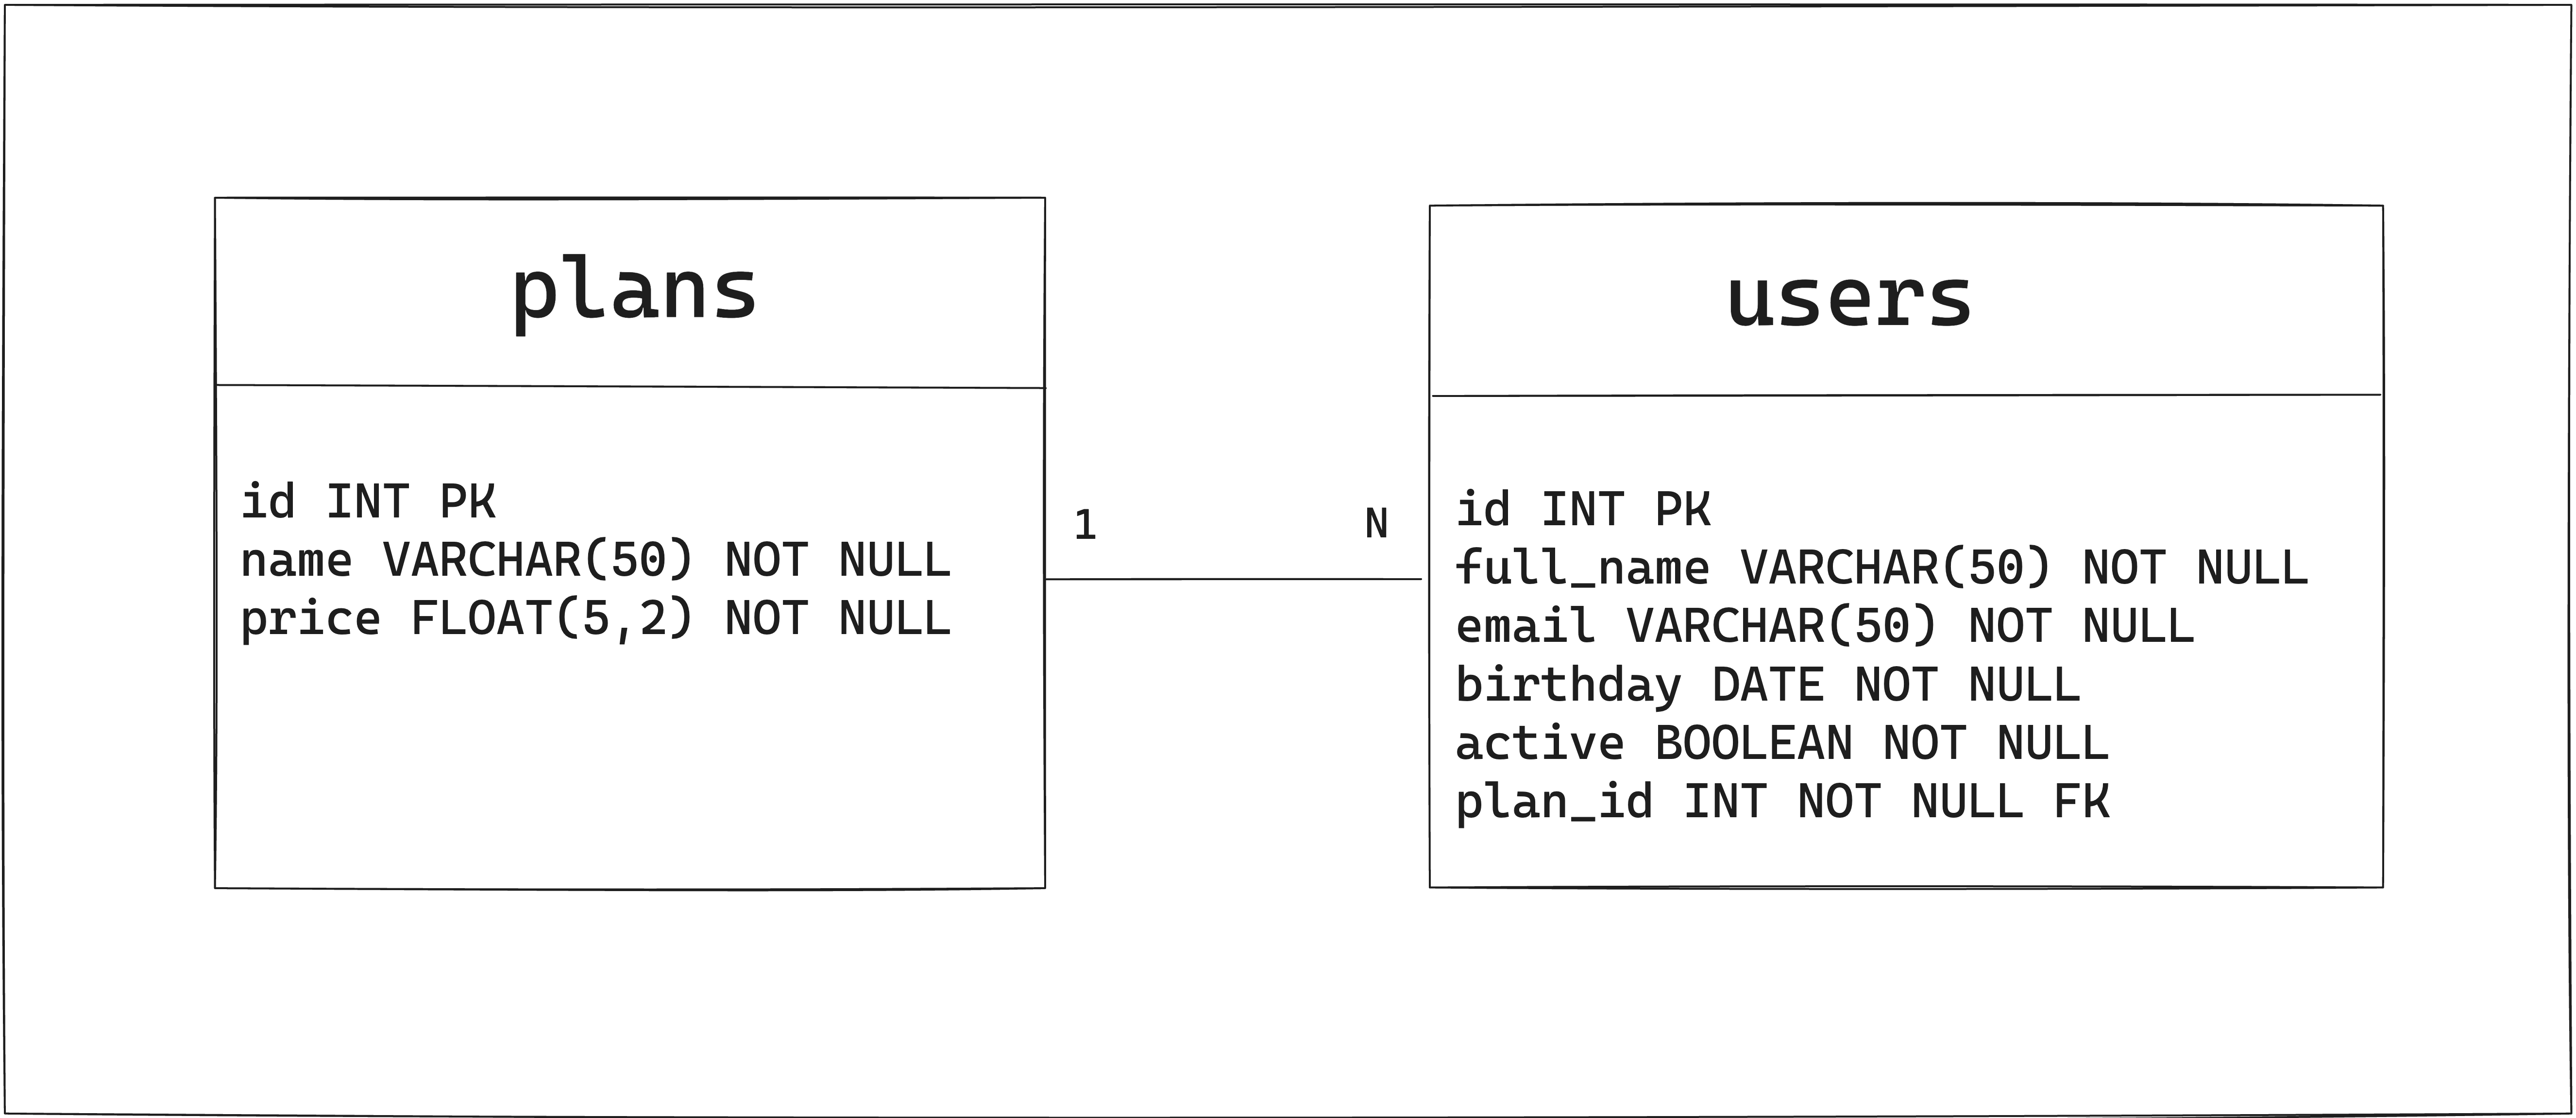 plans
id INT PK
name VARCHAR(50) NOT NULL
price FLOAT(5,2) NOT NULL
1
N
users
id INT PK
full_name VARCHAR(50) NOT NULL
email VARCHAR(50) NOT NULL
birthday DATE NOT NULL
active BOOLEAN NOT NULL
plan_id INT NOT NULL FK